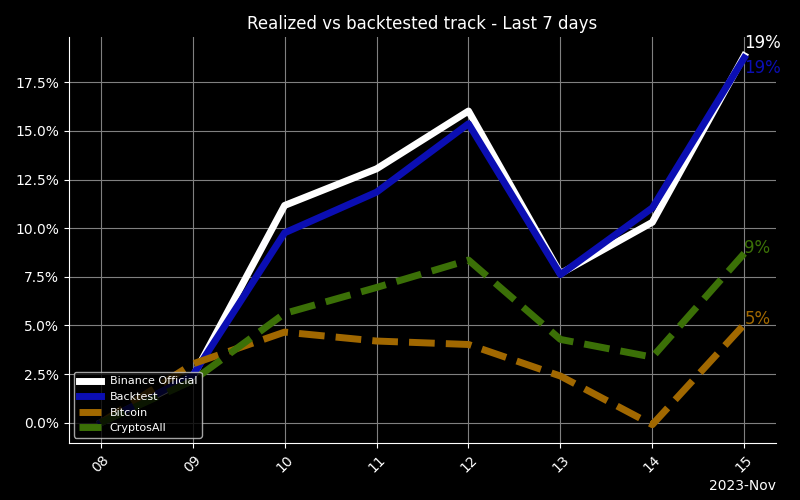 Realized vs backtested track - Last 7 days
19%
19%
17.5%
15.0%
12.5%
10.0%
9%
7.5%
5%
5.0%
2.5%
0.0%
Binance Official
Backtest
Bitcoin
CryptosAll
08 09 10 11 12 13 14 15
2023-Nov